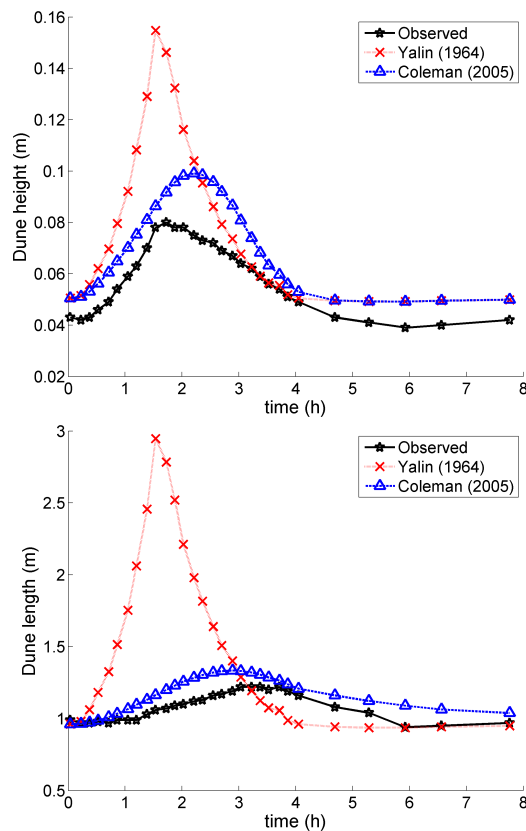 0.16
0.14
0.12
0.1
0.08
0.06
0.04
0.02
Dune height (m)
Observed
Yalin (1964)
Coleman (2005)
0 1 2 3 4 5 6 7 8
time (h)
3
2.5
2
1.5
1
0.5
Dune length (m)
Observed
Yalin (1964)
Coleman (2005)
0 1 2 3 4 5 6 7 8
time (h)